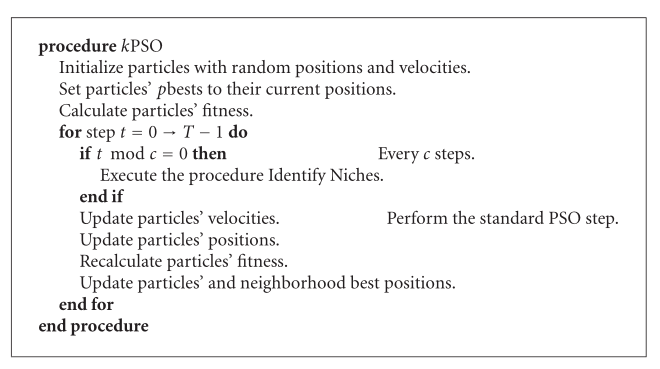 procedure kPSO
Initialize particles with random positions and velocities.
Set particles' pbests to their current positions.
Calculate particles' fitness.
for step t = 0 → T − 1 do
if t mod c = 0 then Every c steps.
Execute the procedure Identify Niches.
end if
Update particles' velocities. Perform the standard PSO step.
Update particles' positions.
Recalculate particles' fitness.
Update particles' and neighborhood best positions.
end for
end procedure